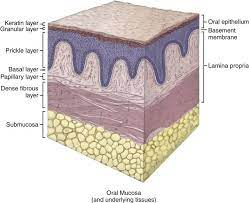 Keratin layer
Granular layer
Prickle layer
Basal layer
Papillary layer
Dense fibrous
layer
Submucosa
Oral epithelium
Basement
membrane
Lamina propria
Oral Mucosa
(and underlying tissues)